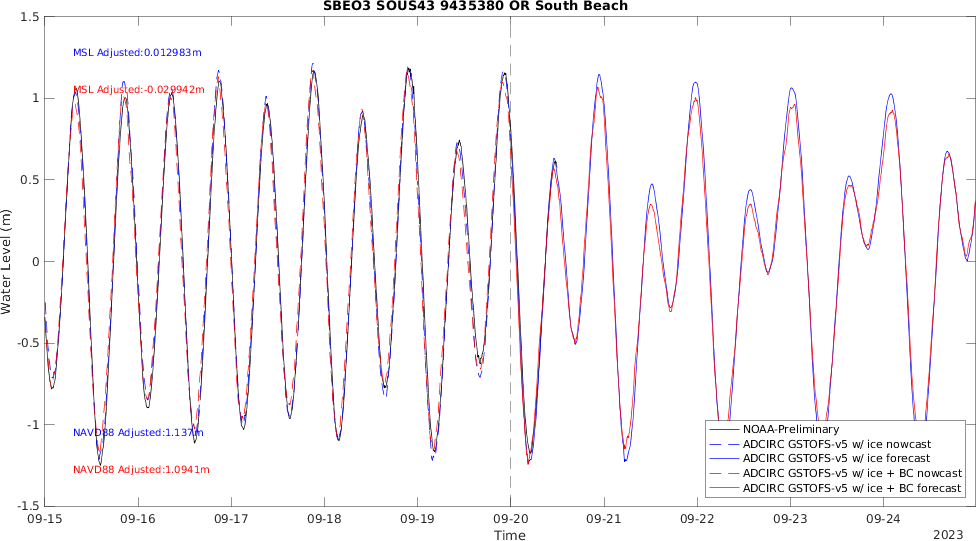 SBEO3 SOUS43 9435380 OR South Beach
1.5
MSL Adjusted:0.012983m
MSL Adjusted:-0.029942m
1
0.5
0
-0.5
-1
-1.5
Water Level (m)
NAVD88 Adjusted:1.137m
NAVD88 Adjusted:1.0941m
NOAA-Preliminary
ADCIRC GSTOFS-v5 w/ ice nowcast
ADCIRC GSTOFS-v5 w/ ice forecast
ADCIRC GSTOFS-v5 w/ ice + BC nowcast
ADCIRC GSTOFS-v5 w/ ice + BC forecast
09-15 09-16 09-17 09-18 09-19 09-20 09-21 09-22 09-23 09-24
Time
2023